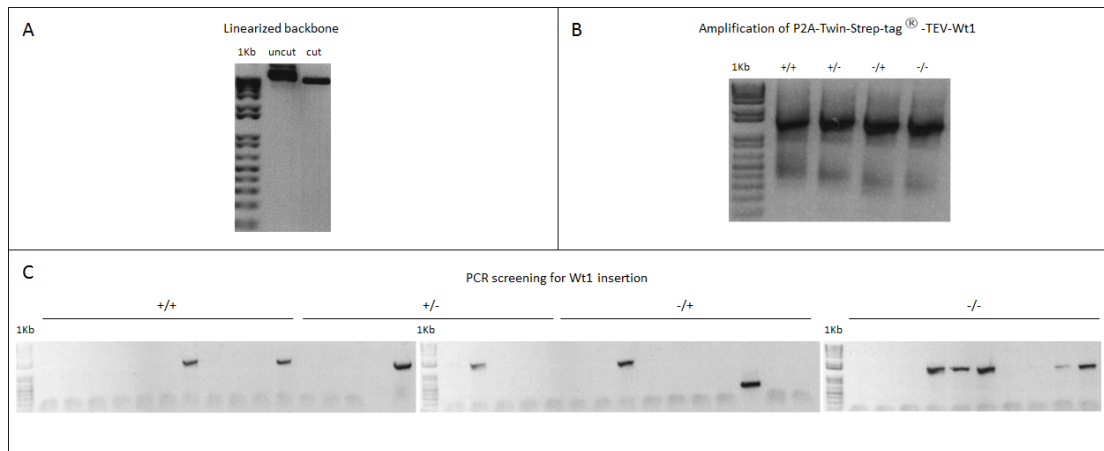 A
Linearized backbone
1Kb uncut cut
B
Amplification of P2A-Twin-Strep-tag ® -TEV-Wt1
1Kb +/+ +/- -/+ -/-
C
PCR screening for Wt1 insertion
+/+ +/- -/+ -/-
1Kb 1Kb 1Kb